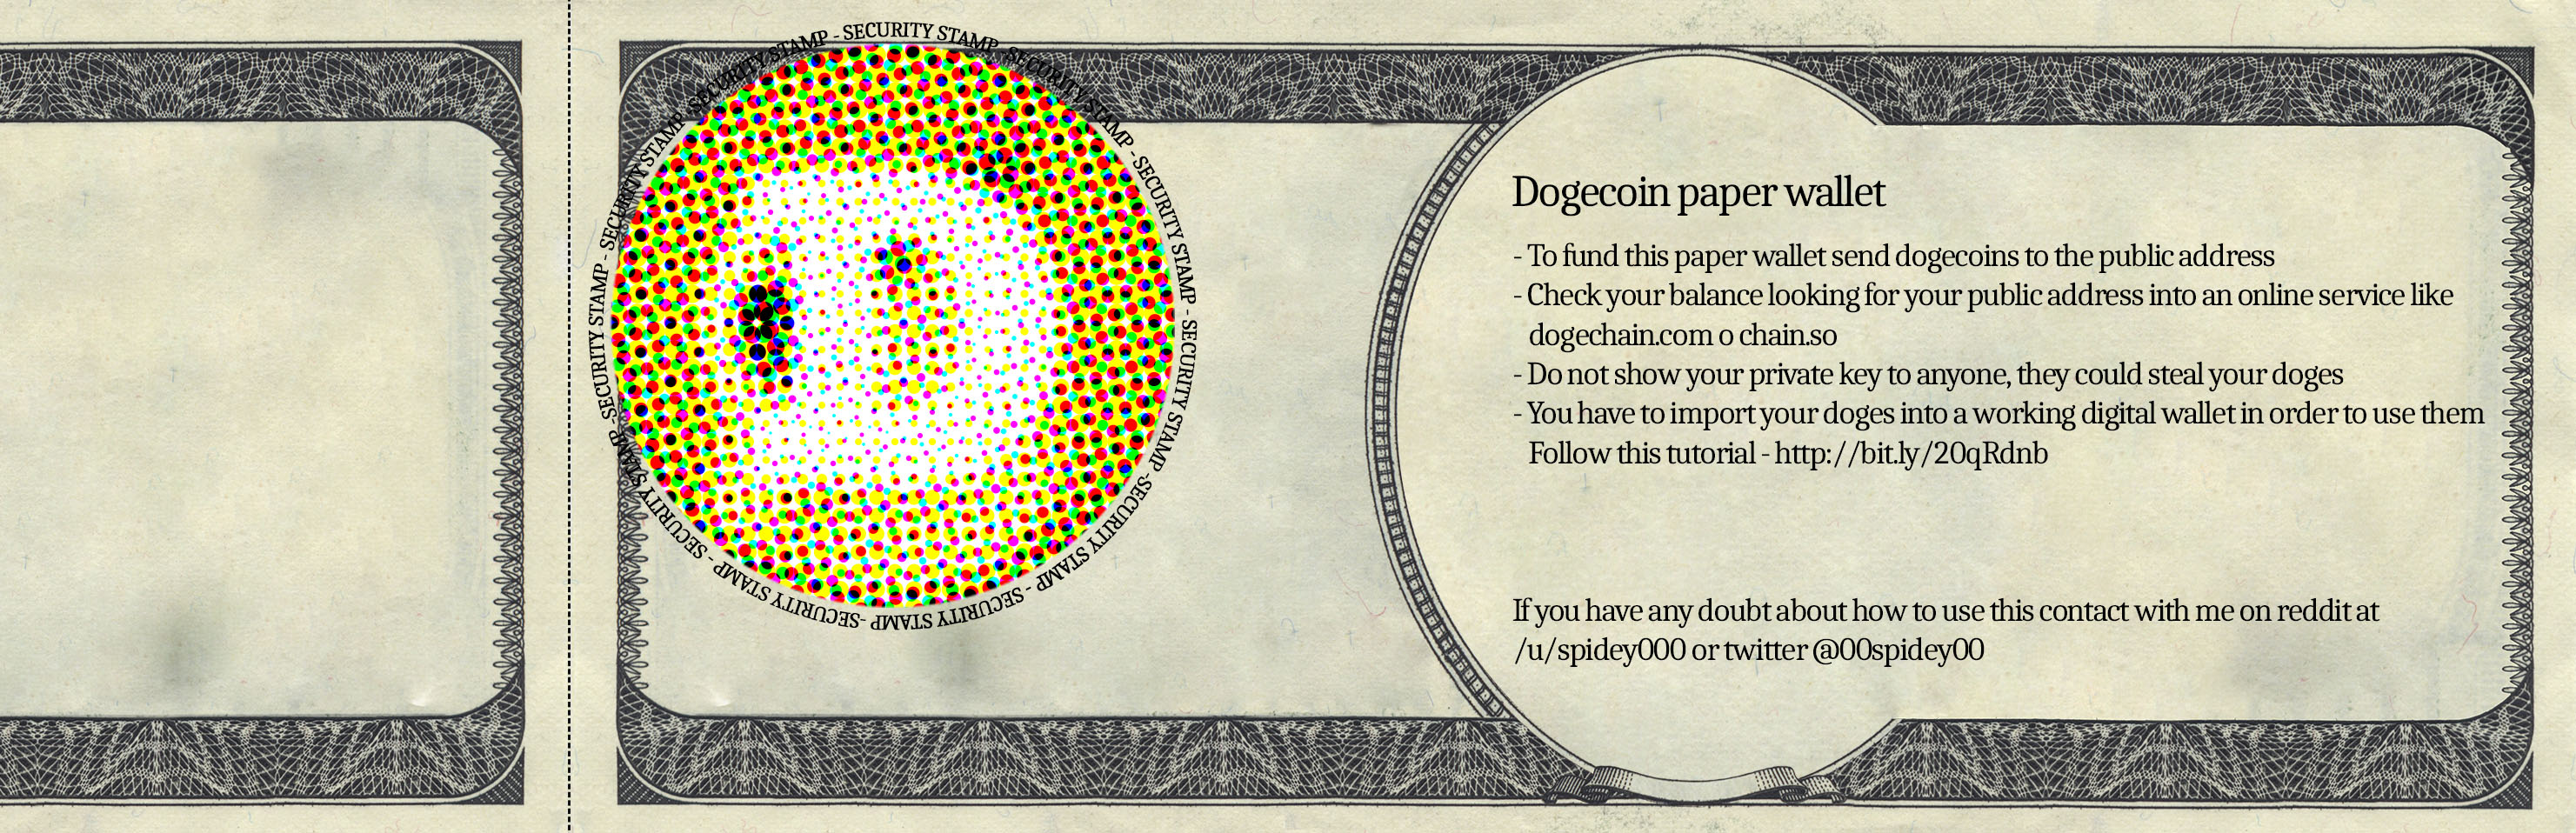 SECURITY STAMP - SECURITY STAMP - SECURITY STAMP - SECURITY STAMP - SECURITY STAMP - SECURITY STAMP - SECURITY STAMP - SECURITY STAMP - SECURITY STAMP - SECURITY STAMP - SECURITY STAMP -
Dogecoin paper wallet
- To fund this paper wallet send dogecoins to the public address
- Check your balance looking for your public address into an online service like
dogechain.com o chain.so
- Do not show your private key to anyone, they could steal your doges
- You have to import your doges into a working digital wallet in order to use them
Follow this tutorial - http://bit.ly/20qRdnb
If you have any doubt about how to use this contact with me on reddit at
/u/spidey000 or twitter @00spidey00